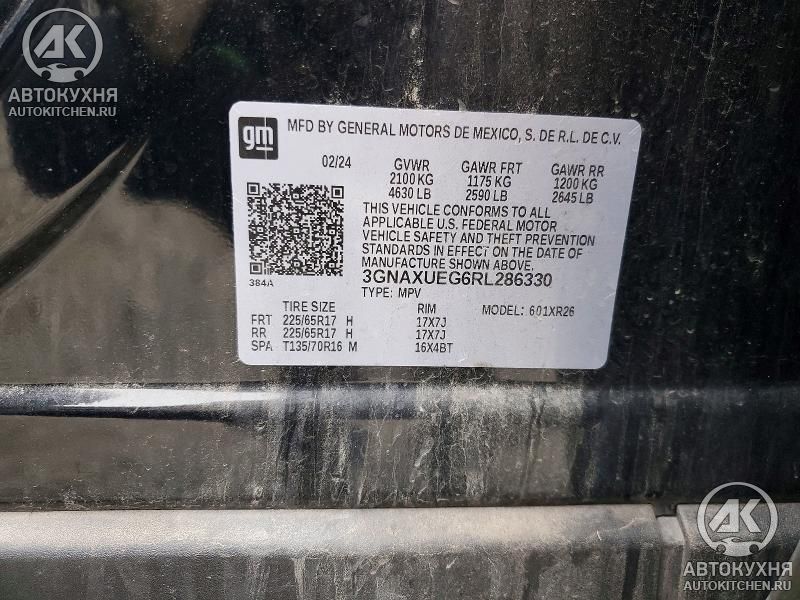 АК
АВТОКУХНЯ
AUTOKITCHEN.RU
gm
MFD BY GENERAL MOTORS DE MEXICO, S. DE R.L. DE C.V.
02/24 GVWR GAWR FRT GAWR RR
2100 KG 1175 KG 1200 KG
4630 LB 2590 LB 2645 LB
THIS VEHICLE CONFORMS TO ALL
APPLICABLE U.S. FEDERAL MOTOR
VEHICLE SAFETY AND THEFT PREVENTION
STANDARDS IN EFFECT ON THE DATE OF
MANUFACTURE SHOWN ABOVE.
3GNAXUEG6RL286330
384A
TYPE: MPV
TIRE SIZE RIM MODEL: 601XR26
FRT 225/65R17 H 17X7J
RR 225/65R17 H 17X7J
SPA T135/70R16 M 16X4BT
АК
АВТОКУХНЯ
AUTOKITCHEN.RU